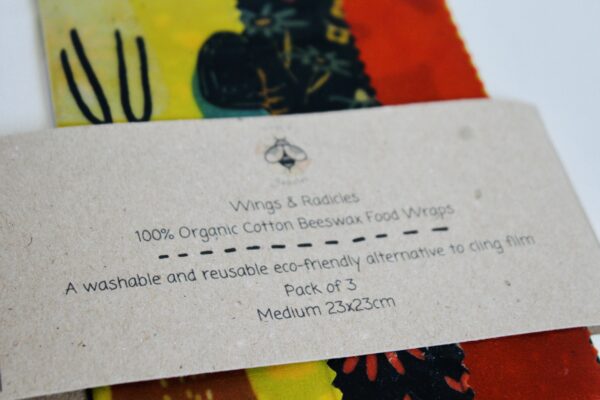 Wings & Radicles
100% Organic Cotton Beeswax Food Wraps
A washable and reusable eco-friendly alternative to cling film
Pack of 3
Medium 23x23cm